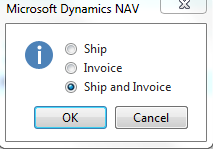 Microsoft Dynamics NAV
Ship
Invoice
Ship and Invoice
OK
Cancel